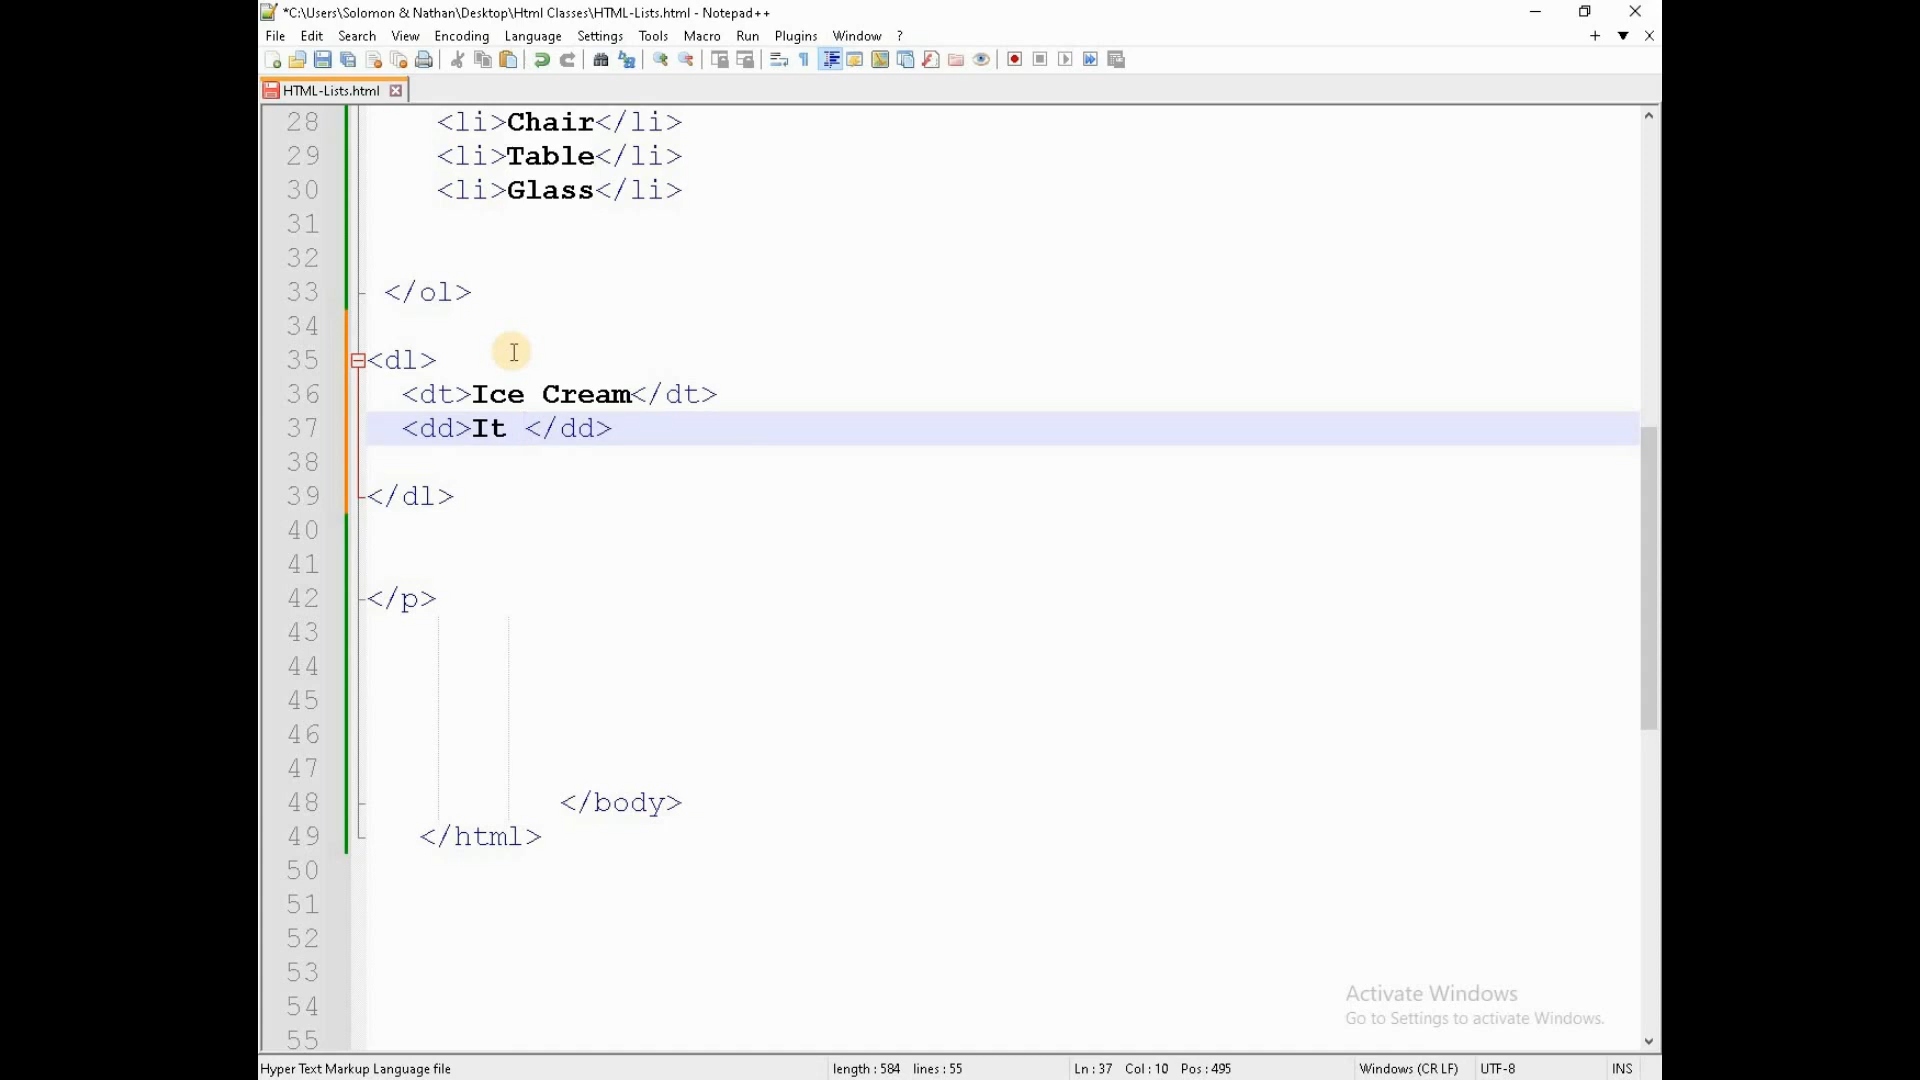 *C:\Users\Solomon & Nathan\Desktop\Html Classes\HTML-Lists.html - Notepad++
File Edit Search View Encoding Language Settings Tools Macro Run Plugins Window ?
HTML-Lists.html
28 <li>Chair</li>
29 <li>Table</li>
30 <li>Glass</li>
31
32
33 </ol>
34
35 <dl>
36 <dt>Ice Cream</dt>
37 <dd>It </dd>
38
39 </dl>
40
41
42 </p>
43
44
45
46
47
48 </body>
49 </html>
50
51
52
53
54
55
Activate Windows
Go to Settings to activate Windows.
Hyper Text Markup Language file length : 584 lines : 55 Ln : 37 Col : 10 Pos : 495 Windows (CR LF) UTF-8 INS